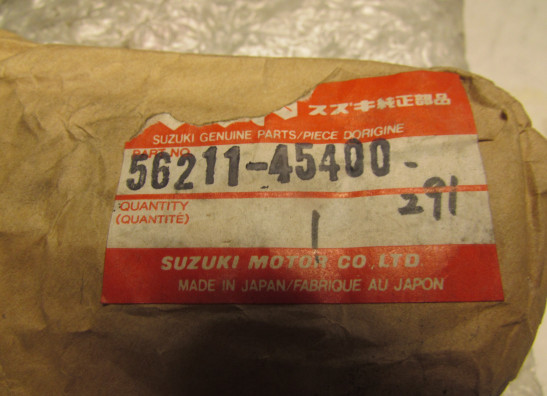 スズキ純正部品
SUZUKI GENUINE PARTS/PIECE DORIGINE
PART NO.
56211-45400-
291
QUANTITY
(QUANTITÉ)
1
SUZUKI MOTOR CO.,LTD.
MADE IN JAPAN/FABRIQUE AU JAPON